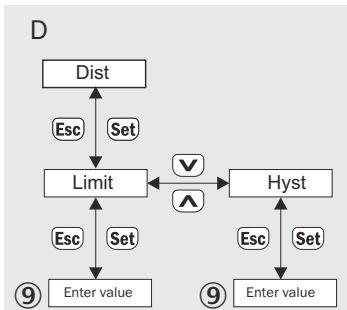 D
Dist
Esc Set
Limit Hyst
Esc Set Esc Set
⑨ Enter value ⑨ Enter value